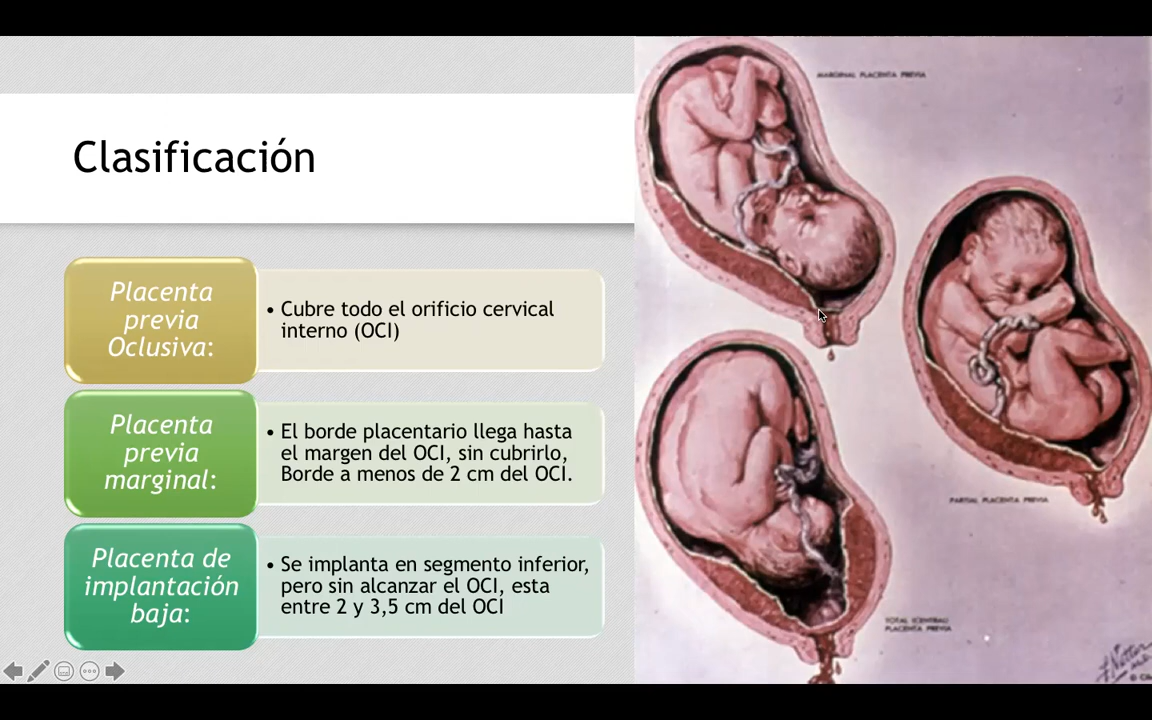 Clasificación
Placenta
previa
Oclusiva:
• Cubre todo el orificio cervical
interno (OCI)
Placenta
previa
marginal:
• El borde placentario llega hasta
el margen del OCI, sin cubrirlo,
Borde a menos de 2 cm del OCI.
Placenta de
implantación
baja:
• Se implanta en segmento inferior,
pero sin alcanzar el OCI, esta
entre 2 y 3,5 cm del OCI
MARGINAL PLACENTA PREVIA
PARTIAL PLACENTA PREVIA
TOTAL (CENTRAL)
PLACENTA PREVIA
F. Netter